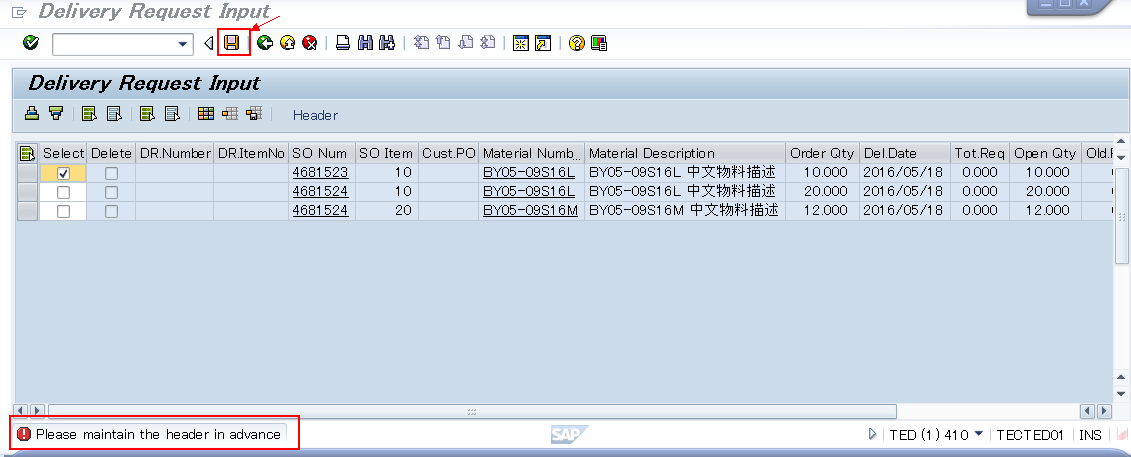 Delivery Request Input
Delivery Request Input
Header
Select Delete DR.Number DR.ItemNo SO Num SO Item Cust.PO Material Numb.. Material Description Order Qty Del.Date Tot.Req Open Qty Old.
4681523 10 BY05-09S16L BY05-09S16L 中文物料描述 10.000 2016/05/18 0.000 10.000
4681524 10 BY05-09S16L BY05-09S16L 中文物料描述 20.000 2016/05/18 0.000 20.000
4681524 20 BY05-09S16M BY05-09S16M 中文物料描述 12.000 2016/05/18 0.000 12.000
Please maintain the header in advance SAP TED (1) 410 TECTED01 INS